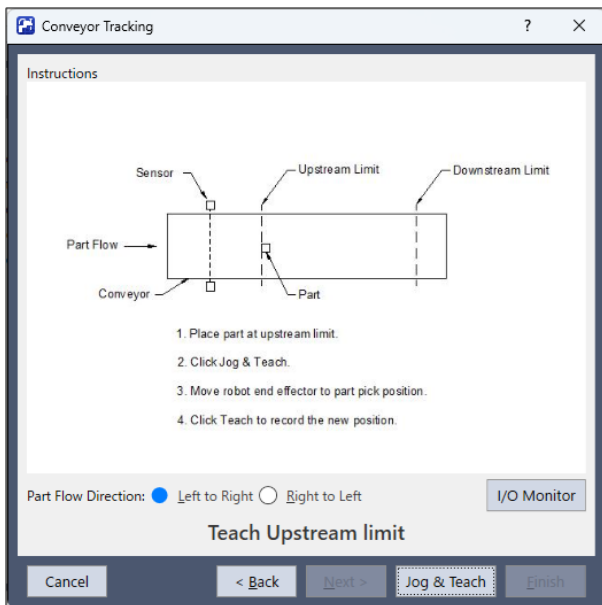 Conveyor Tracking
Instructions
Sensor
Upstream Limit
Downstream Limit
Part Flow
Conveyor
Part
1. Place part at upstream limit.
2. Click Jog & Teach.
3. Move robot end effector to part pick position.
4. Click Teach to record the new position.
Part Flow Direction: Left to Right Right to Left
I/O Monitor
Teach Upstream limit
Cancel < Back Next > Jog & Teach Finish